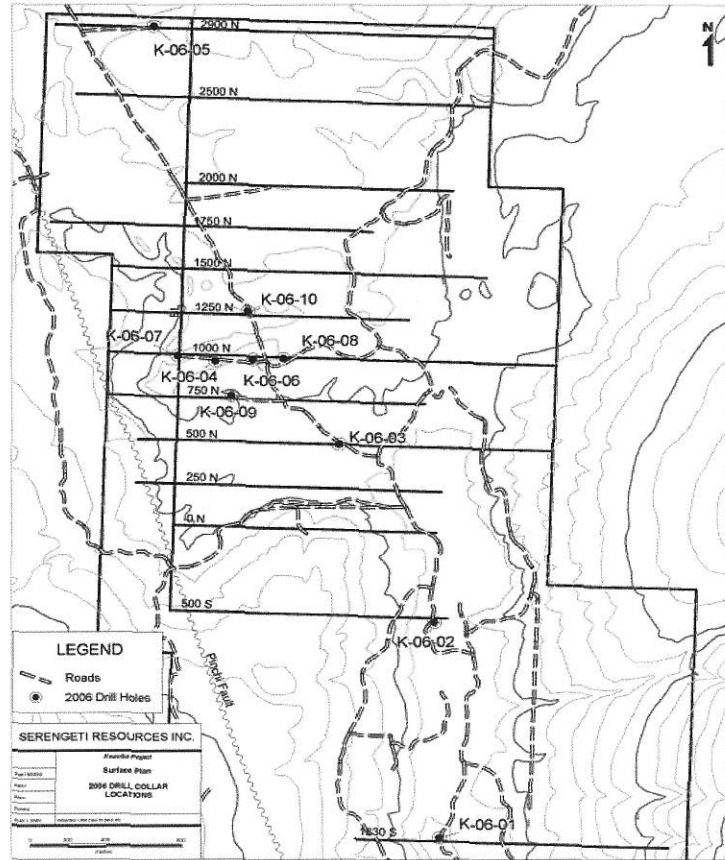 2900 N
N
K-06-05
2500 N
2000 N
1750 N
1500 N
K-06-10
1250 N
K-06-07
K-06-08
1000 N
K-06-04
K-06-06
750 N
K-06-09
500 N
K-06-03
250 N
0 N
500 S
K-06-02
Pinchi Fault
LEGEND
Roads
2006 Drill Holes
SERENGETI RESOURCES INC.
Project
Surface Plan
2006 DRILL COLLAR
LOCATIONS
1630 S
K-06-01